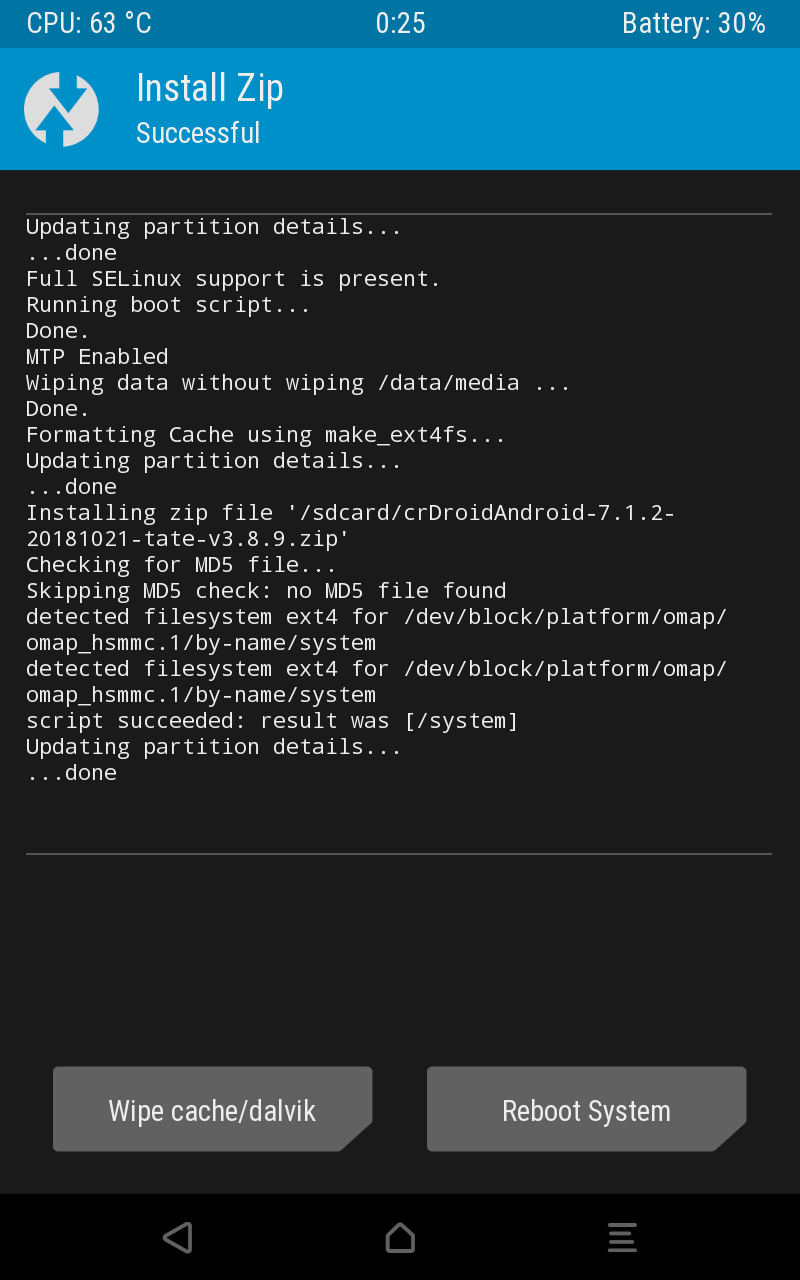 CPU: 63 °C 0:25 Battery: 30%
Install Zip
Successful
Updating partition details...
...done
Full SELinux support is present.
Running boot script...
Done.
MTP Enabled
Wiping data without wiping /data/media ...
Done.
Formatting Cache using make_ext4fs...
Updating partition details...
...done
Installing zip file '/sdcard/crDroidAndroid-7.1.2-
20181021-tate-v3.8.9.zip'
Checking for MD5 file...
Skipping MD5 check: no MD5 file found
detected filesystem ext4 for /dev/block/platform/omap/
omap_hsmmc.1/by-name/system
detected filesystem ext4 for /dev/block/platform/omap/
omap_hsmmc.1/by-name/system
script succeeded: result was [/system]
Updating partition details...
...done
Wipe cache/dalvik Reboot System